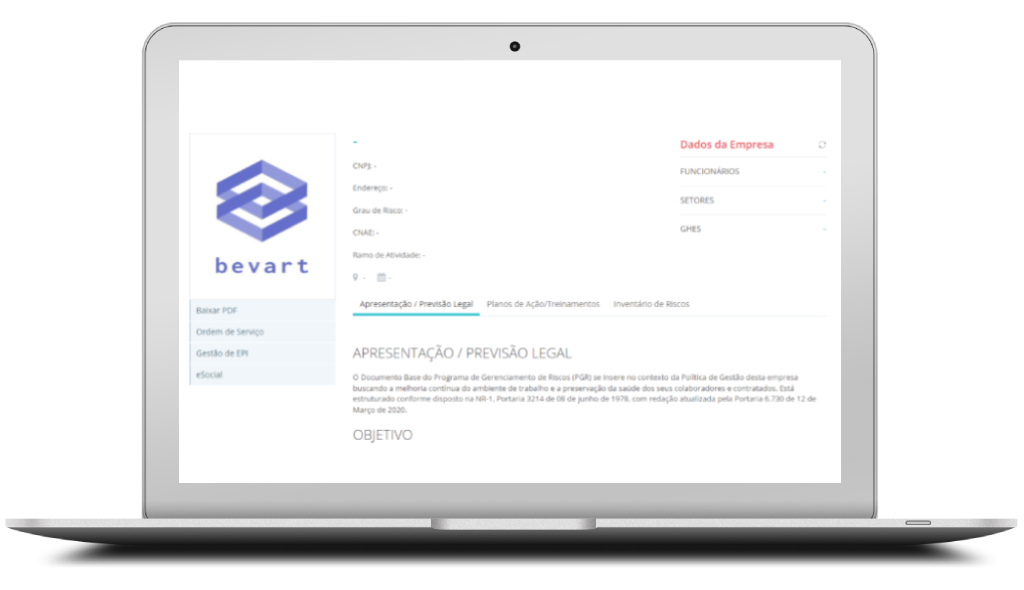 bevart
Baixar PDF
Ordem de Serviço
Gestão de EPI
eSocial
-
CNPJ: -
Endereço: -
Grau de Risco: -
CNAE: -
Ramo de Atividade: -
- -
Dados da Empresa
FUNCIONÁRIOS -
SETORES -
GHES -
Apresentação / Previsão Legal Planos de Ação/Treinamentos Inventário de Riscos
APRESENTAÇÃO / PREVISÃO LEGAL
O Documento Base do Programa de Gerenciamento de Riscos (PGR) se insere no contexto da Política de Gestão desta empresa
buscando a melhoria contínua do ambiente de trabalho e a preservação da saúde dos seus colaboradores e contratados. Está
estruturado conforme disposto na NR-1, Portaria 3214 de 08 de junho de 1978, com redação atualizada pela Portaria 6.730 de 12 de
Março de 2020.
OBJETIVO